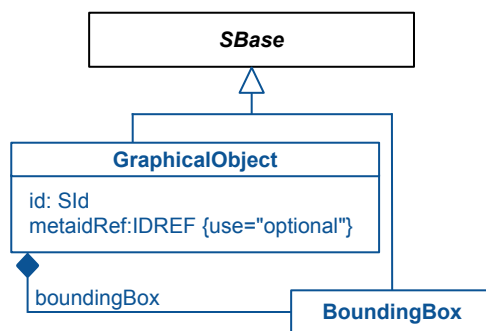 SBase
GraphicalObject
id: SId
metaidRef:IDREF {use="optional"}
boundingBox
BoundingBox